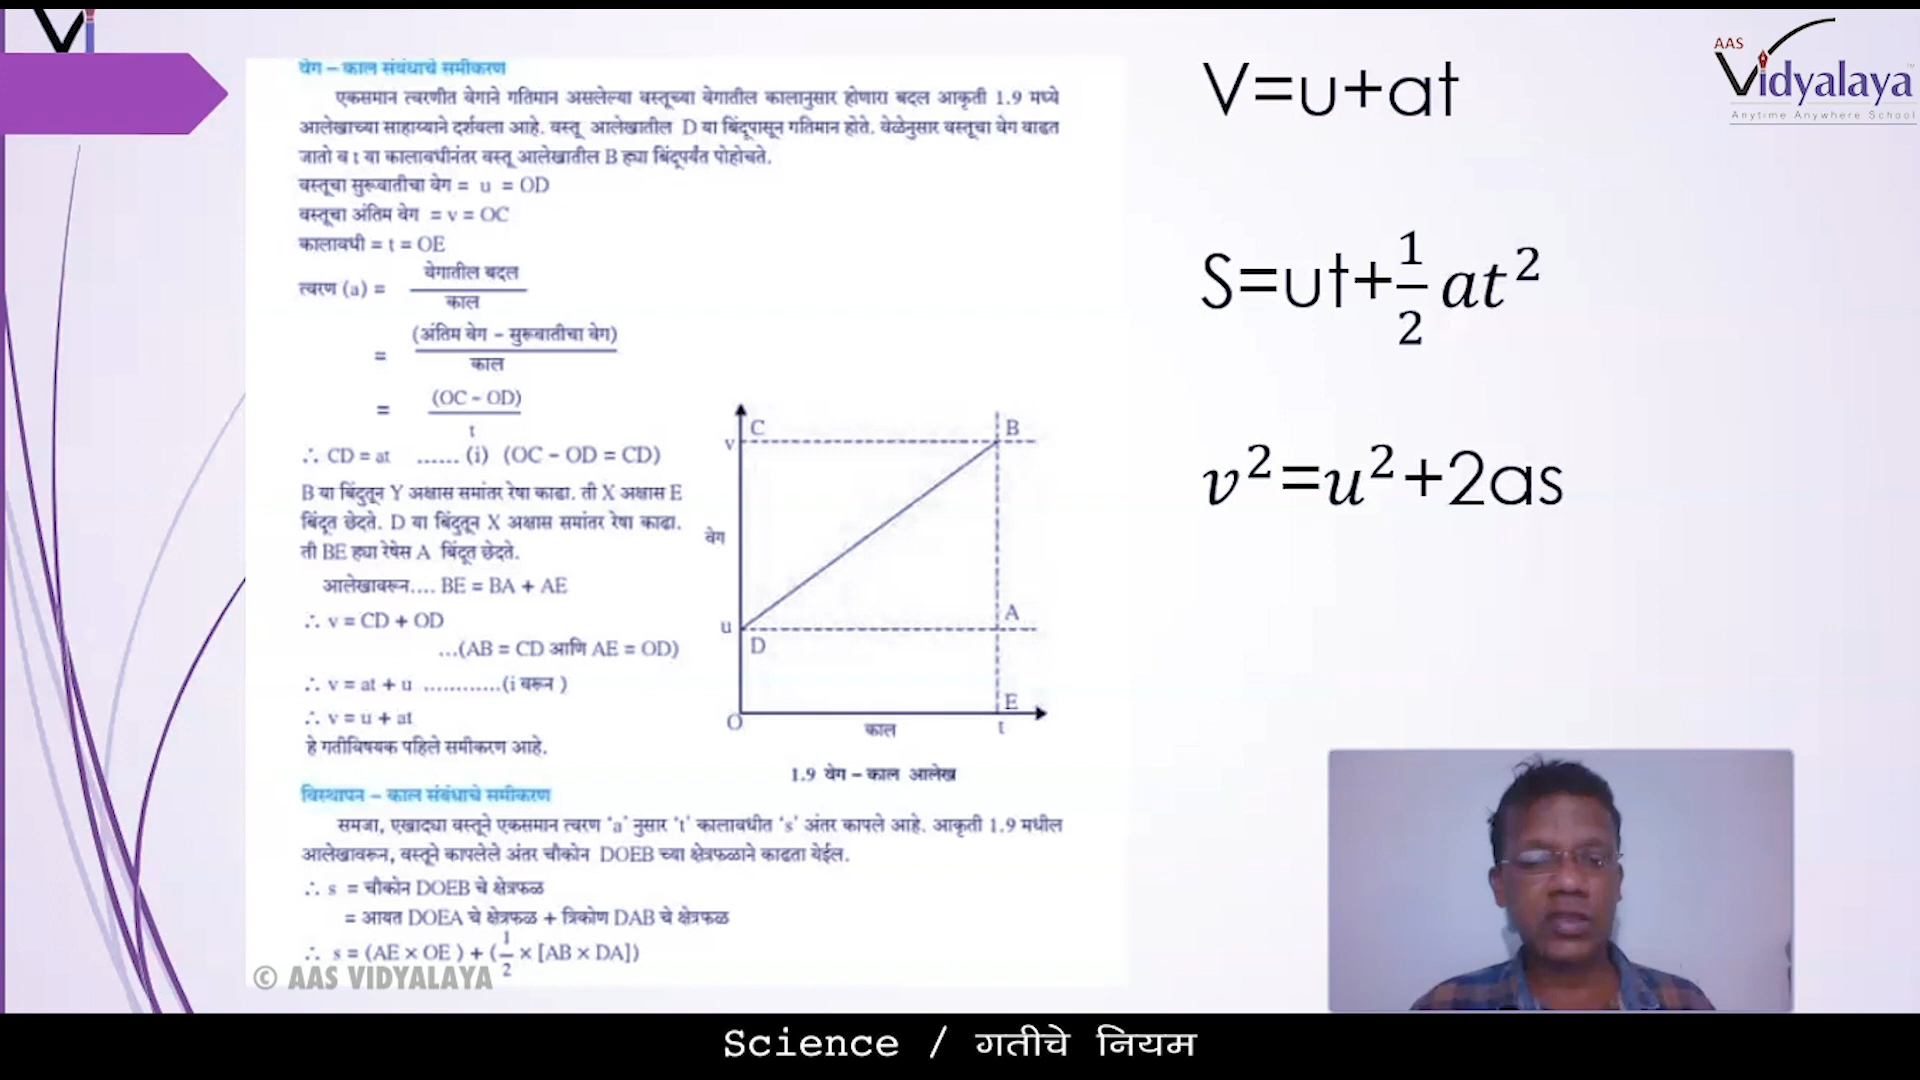 Vi
AAS
Vidyalaya
Anytime Anywhere School
वेग – काल संबंधाचे समीकरण
एकसमान त्वरणीत वेगाने गतिमान असलेल्या वस्तूच्या वेगातील कालानुसार होणारा बदल आकृती 1.9 मध्ये
आलेखाच्या साहाय्याने दर्शवला आहे. वस्तू आलेखातील D या बिंदूपासून गतिमान होते. वेळेनुसार वस्तूचा वेग वाढत
जातो व t या कालावधीनंतर वस्तू आलेखातील B ह्या बिंदूपर्यंत पोहोचते.
वस्तूचा सुरूवातीचा वेग = u = OD
वस्तूचा अंतिम वेग = v = OC
कालावधी = t = OE
त्वरण (a) = वेगातील बदल / काल
= (अंतिम वेग – सुरूवातीचा वेग) / काल
= (OC – OD) / t
∴ CD = at ...... (i) (OC – OD = CD)
B या बिंदुतून Y अक्षास समांतर रेषा काढा. ती X अक्षास E
बिंदूत छेदते. D या बिंदुतून X अक्षास समांतर रेषा काढा.
ती BE ह्या रेषेस A बिंदूत छेदते.
आलेखावरून.... BE = BA + AE
∴ v = CD + OD
...(AB = CD आणि AE = OD)
∴ v = at + u ............(i वरून )
∴ v = u + at
हे गतीविषयक पहिले समीकरण आहे.
C
B
v
वेग
A
u
D
E
O
काल
t
1.9 वेग – काल आलेख
विस्थापन – काल संबंधाचे समीकरण
समजा, एखाद्या वस्तूने एकसमान त्वरण ‘a’ नुसार ‘t’ कालावधीत ‘s’ अंतर कापले आहे. आकृती 1.9 मधील
आलेखावरून, वस्तूने कापलेले अंतर चौकोन DOEB च्या क्षेत्रफळाने काढता येईल.
∴ s = चौकोन DOEB चे क्षेत्रफळ
= आयत DOEA चे क्षेत्रफळ + त्रिकोण DAB चे क्षेत्रफळ
∴ s = (AE × OE ) + (1/2 × [AB × DA])
© AAS VIDYALAYA
V=u+at
S=ut+1/2 at²
v²=u²+2as
Science / गतीचे नियम